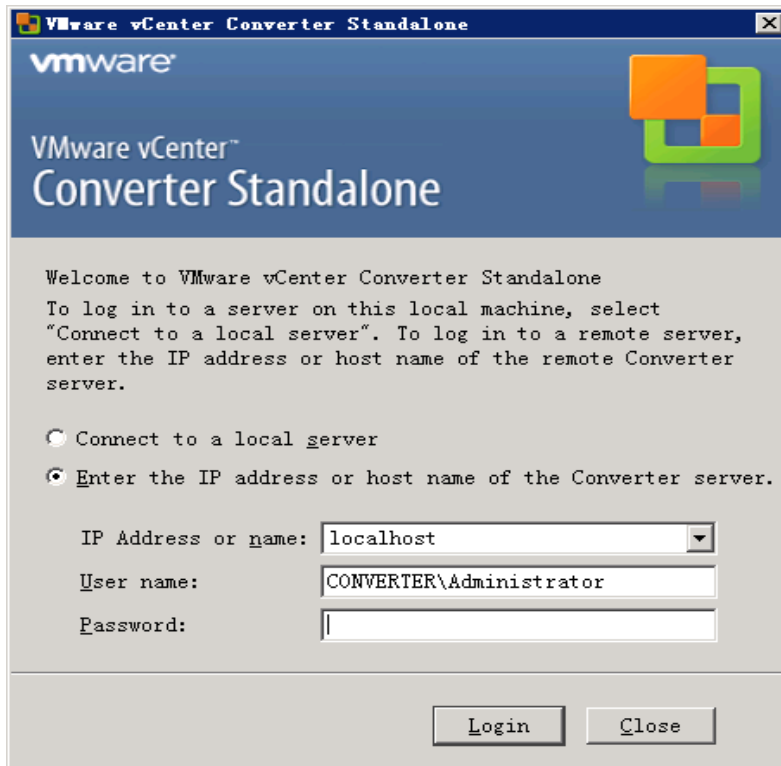 VMware vCenter Converter Standalone
vmware
VMware vCenter™
Converter Standalone
Welcome to VMware vCenter Converter Standalone
To log in to a server on this local machine, select
"Connect to a local server". To log in to a remote server,
enter the IP address or host name of the remote Converter
server.
Connect to a local server
Enter the IP address or host name of the Converter server.
IP Address or name: localhost
User name: CONVERTER\Administrator
Password:
Login Close